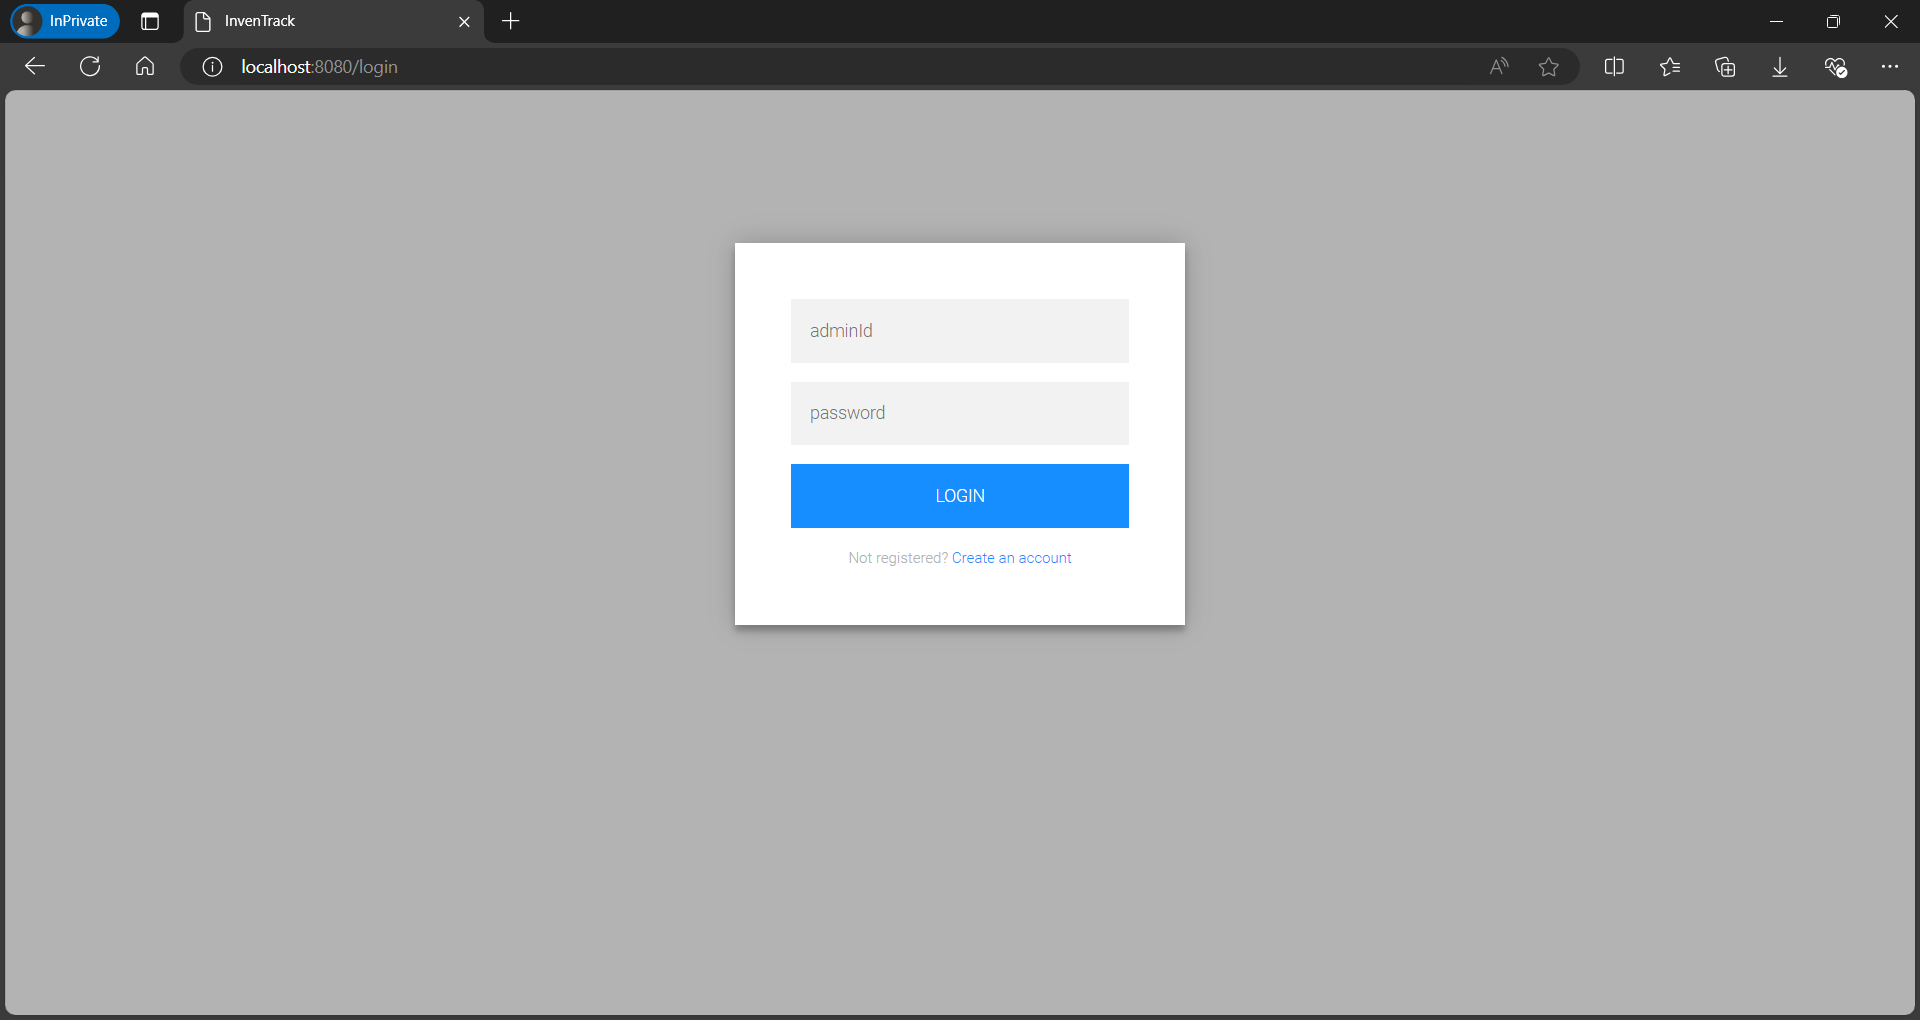 InPrivate
InvenTrack
localhost:8080/login
adminId
password
LOGIN
Not registered? Create an account